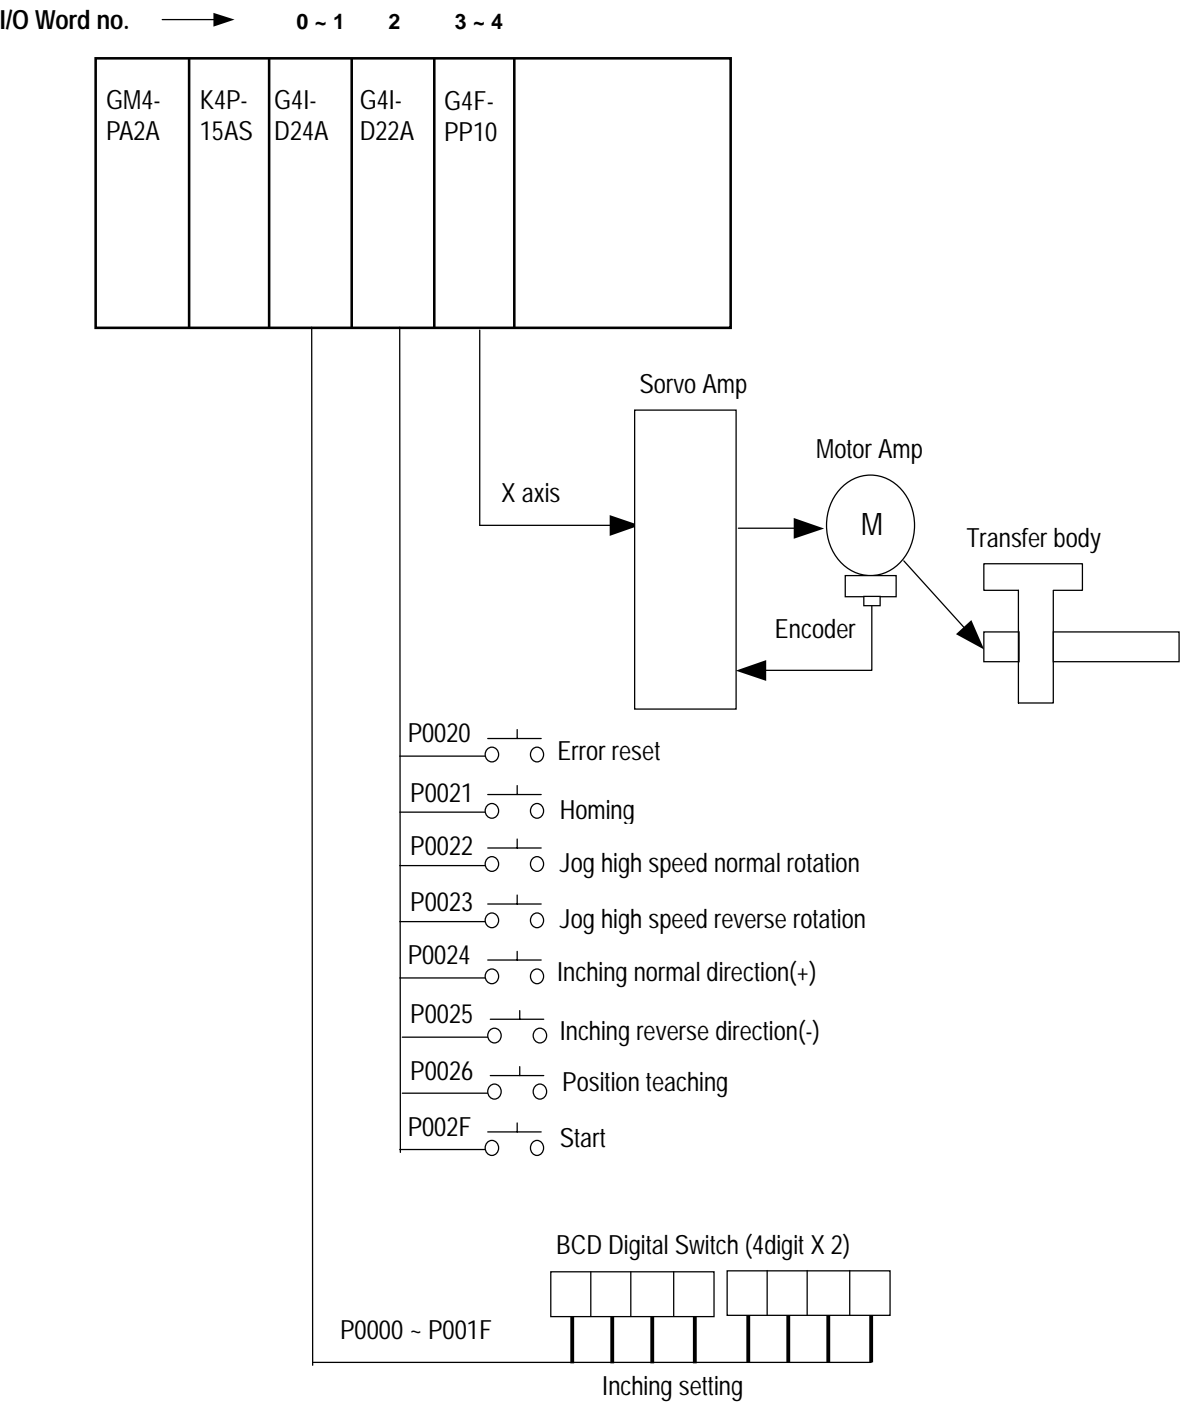 I/O Word no. 0 ~ 1 2 3 ~ 4
GM4-
PA2A
K4P-
15AS
G4I-
D24A
G4I-
D22A
G4F-
PP10
Sorvo Amp
Motor Amp
X axis
M
Transfer body
Encoder
P0020 Error reset
P0021 Homing
P0022 Jog high speed normal rotation
P0023 Jog high speed reverse rotation
P0024 Inching normal direction(+)
P0025 Inching reverse direction(-)
P0026 Position teaching
P002F Start
BCD Digital Switch (4digit X 2)
P0000 ~ P001F
Inching setting